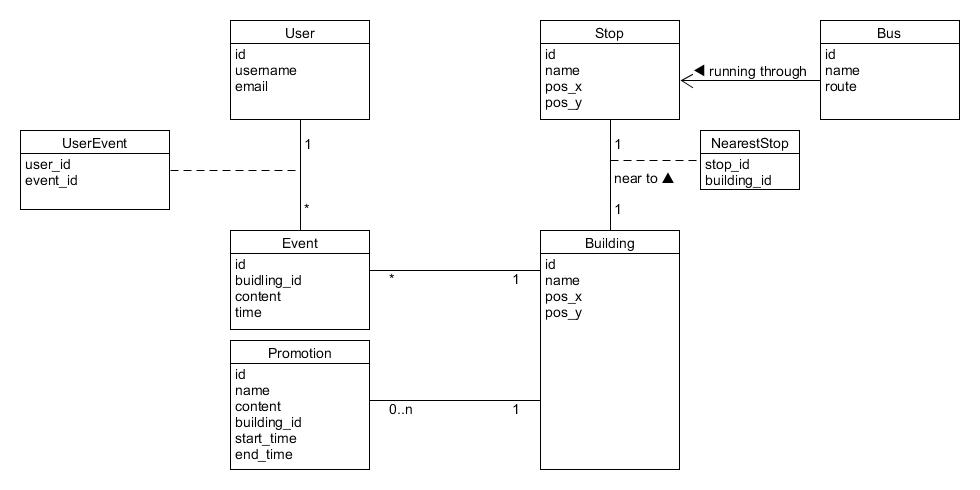 User
id
username
email
Stop
id
name
pos_x
pos_y
Bus
id
name
route
◀ running through
UserEvent
user_id
event_id
1
*
1
near to ▲
1
NearestStop
stop_id
building_id
Event
id
buidling_id
content
time
* 1
Building
id
name
pos_x
pos_y
Promotion
id
name
content
building_id
start_time
end_time
0..n 1